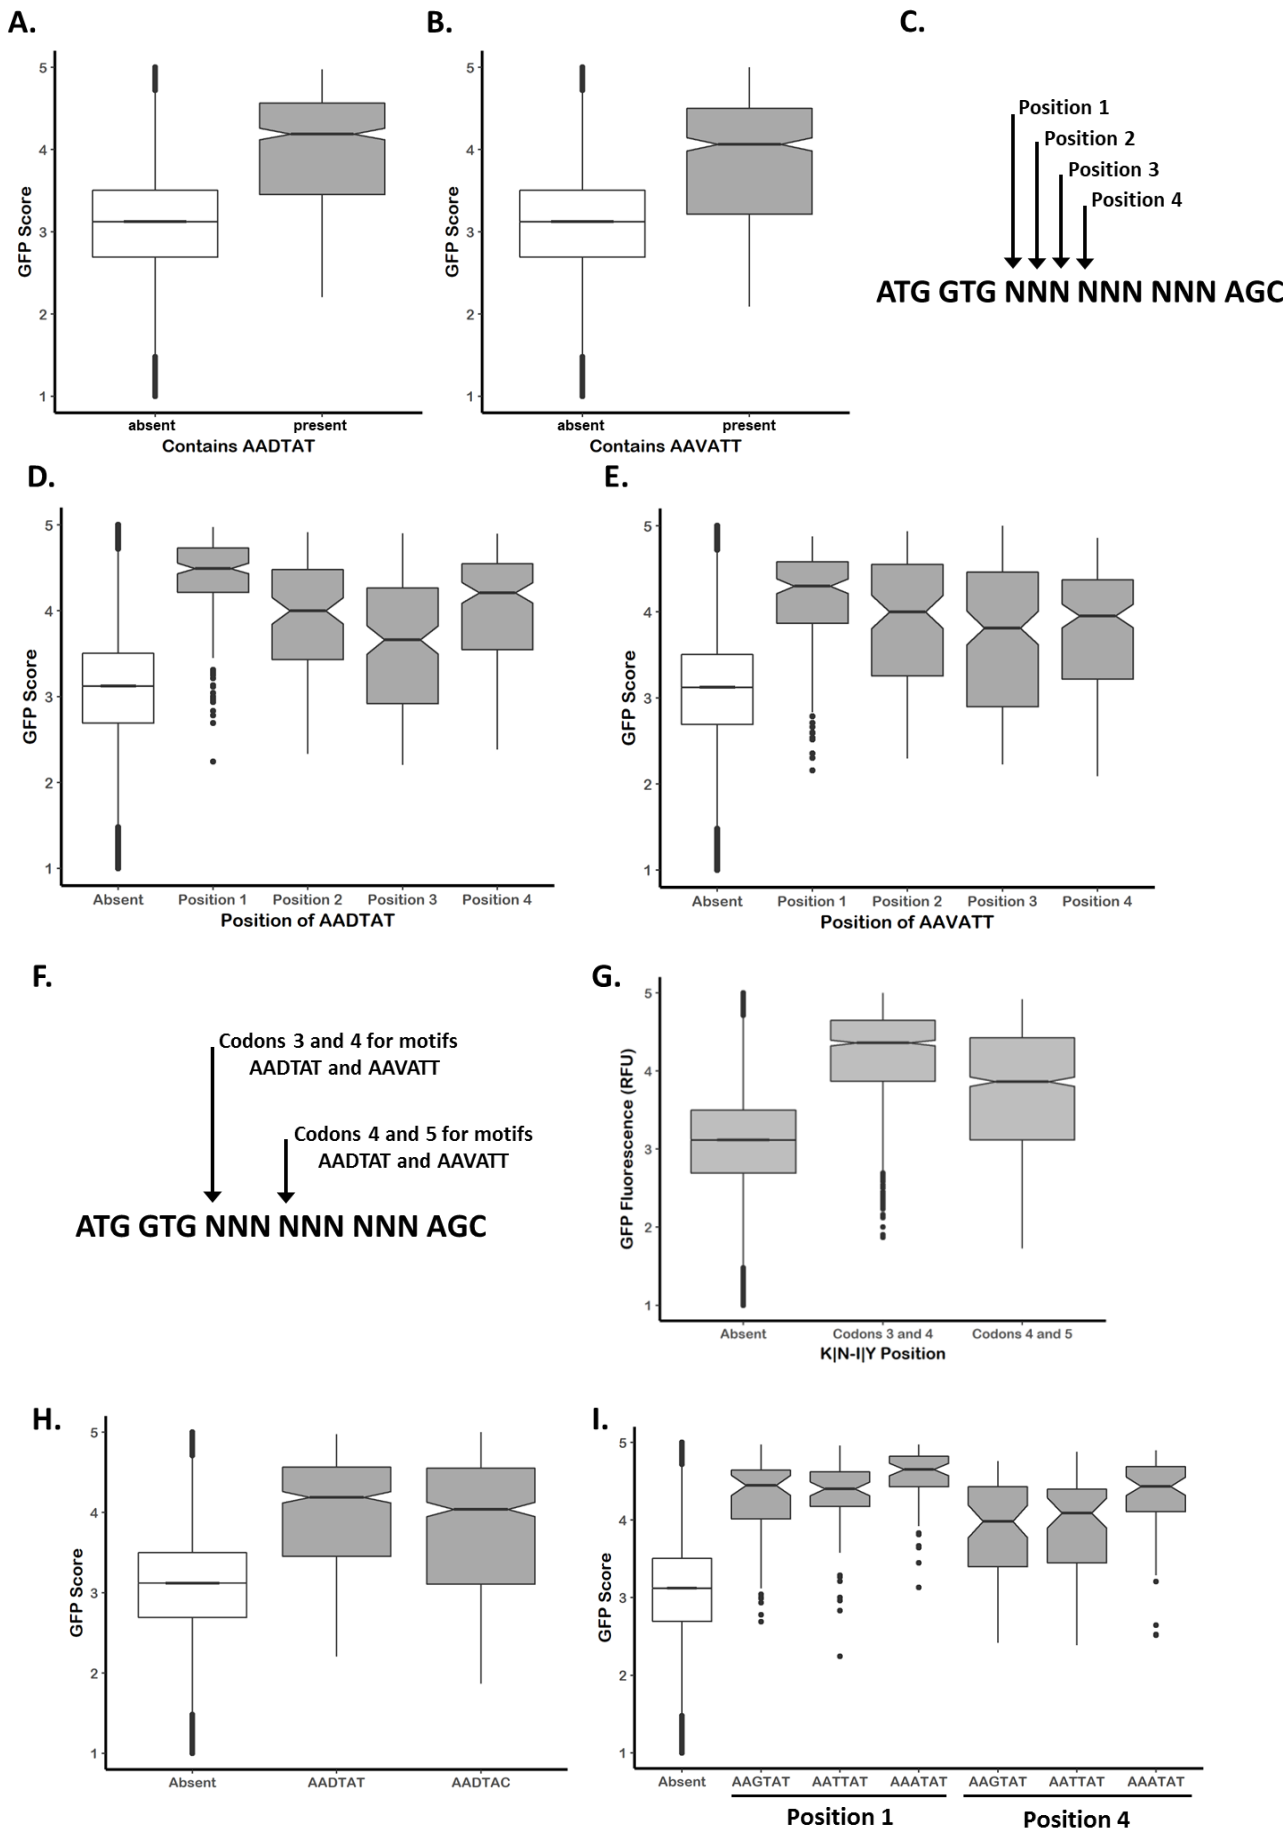 A.
B.
C.
5
4
3
2
1
GFP Score
absent
present
Contains AADTAT
5
4
3
2
1
GFP Score
absent
present
Contains AAVATT
Position 1
Position 2
Position 3
Position 4
ATG GTG NNN NNN NNN AGC
D.
E.
5
4
3
2
1
GFP Score
Absent
Position 1
Position 2
Position 3
Position 4
Position of AADTAT
5
4
3
2
1
GFP Score
Absent
Position 1
Position 2
Position 3
Position 4
Position of AAVATT
F.
G.
Codons 3 and 4 for motifs
AADTAT and AAVATT
Codons 4 and 5 for motifs
AADTAT and AAVATT
ATG GTG NNN NNN NNN AGC
5
4
3
2
1
GFP Fluorescence (RFU)
Absent
Codons 3 and 4
Codons 4 and 5
K|N-I|Y Position
H.
I.
5
4
3
2
1
GFP Score
Absent
AADTAT
AADTAC
5
4
3
2
1
GFP Score
Absent
AAGTAT
AATTAT
AAATAT
AAGTAT
AATTAT
AAATAT
Position 1
Position 4